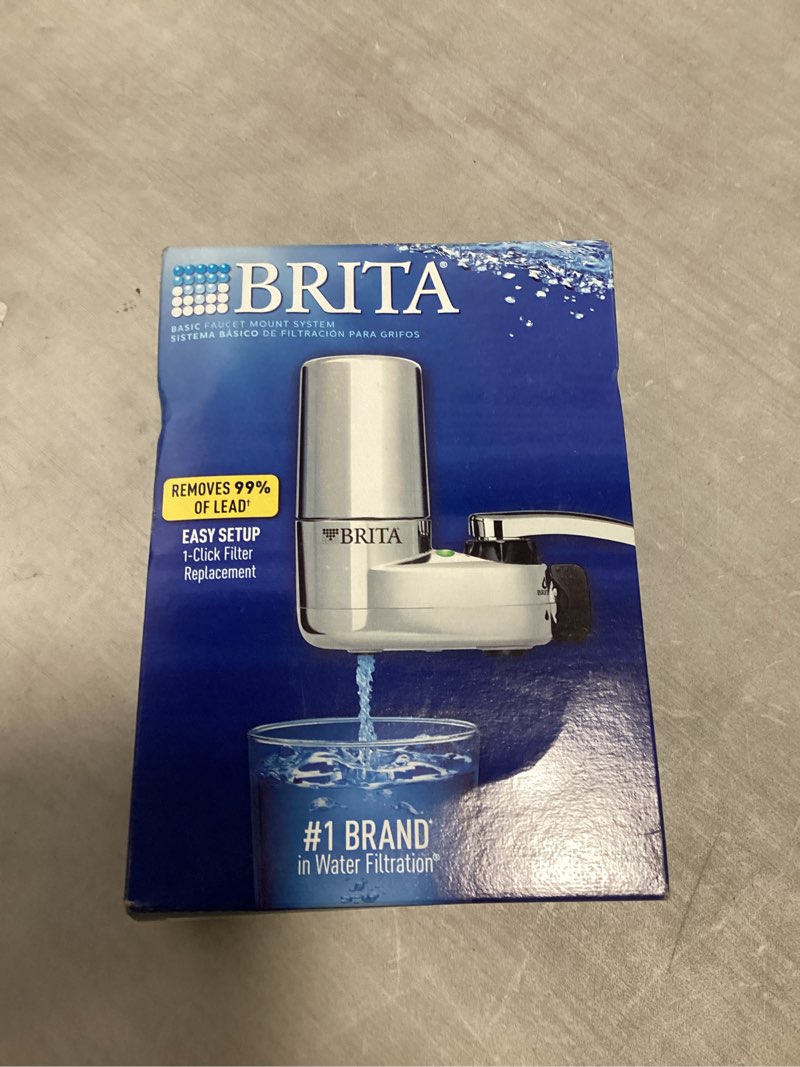 BRITA®
BASIC FAUCET MOUNT SYSTEM
SISTEMA BÁSICO DE FILTRACIÓN PARA GRIFOS
REMOVES 99%
OF LEAD†
EASY SETUP
1-Click Filter
Replacement
BRITA
#1 BRAND*
in Water Filtration®